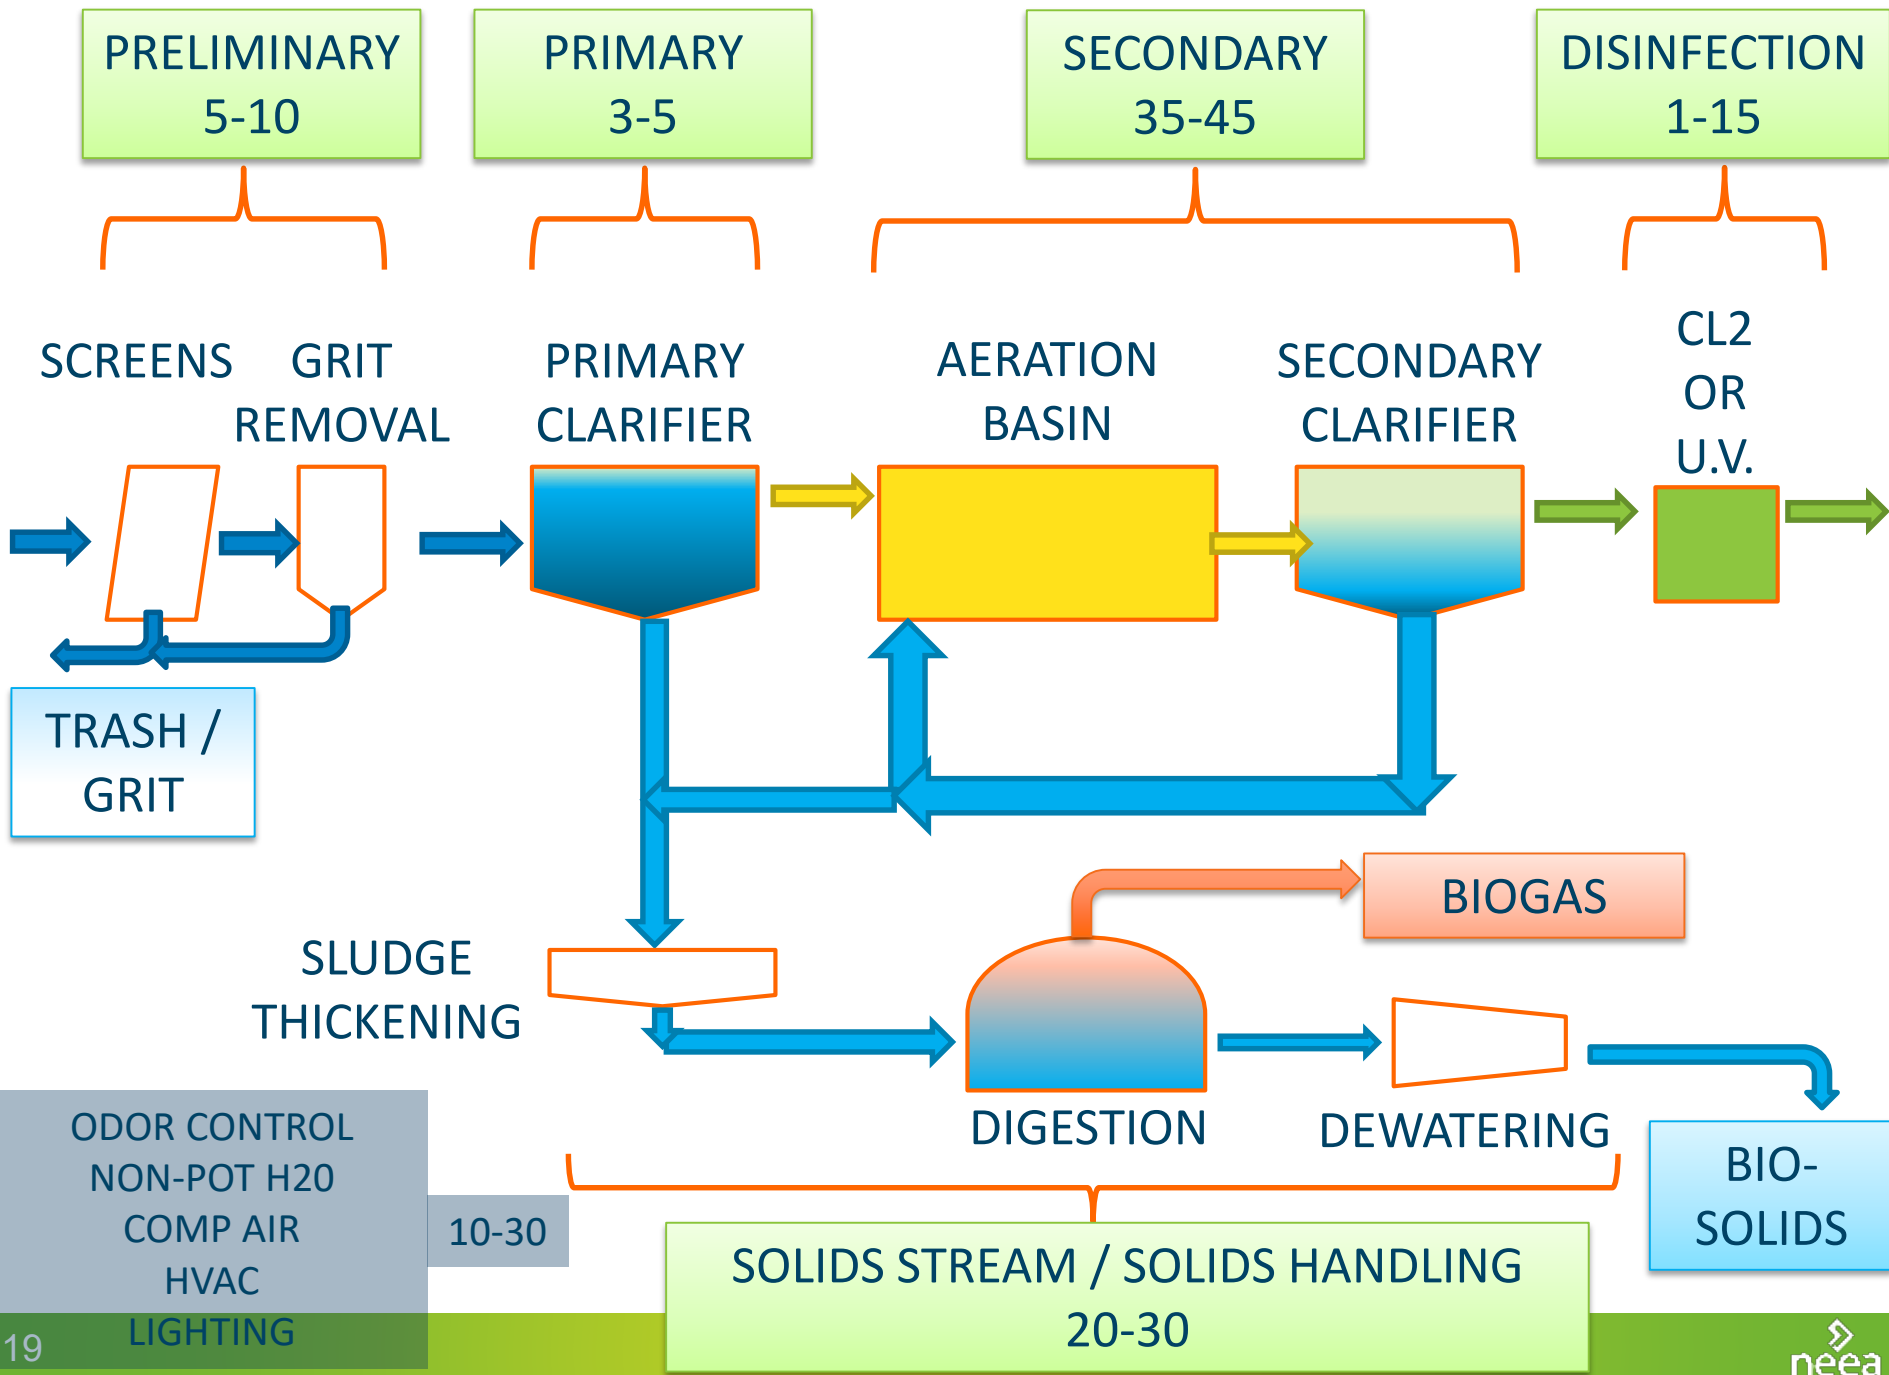 PRELIMINARY
5-10
PRIMARY
3-5
SECONDARY
35-45
DISINFECTION
1-15
SCREENS
GRIT
REMOVAL
PRIMARY
CLARIFIER
AERATION
BASIN
SECONDARY
CLARIFIER
CL2
OR
U.V.
TRASH /
GRIT
BIOGAS
SLUDGE
THICKENING
DIGESTION
DEWATERING
BIO-
SOLIDS
ODOR CONTROL
NON-POT H20
COMP AIR
HVAC
LIGHTING
10-30
SOLIDS STREAM / SOLIDS HANDLING
20-30
19
neea